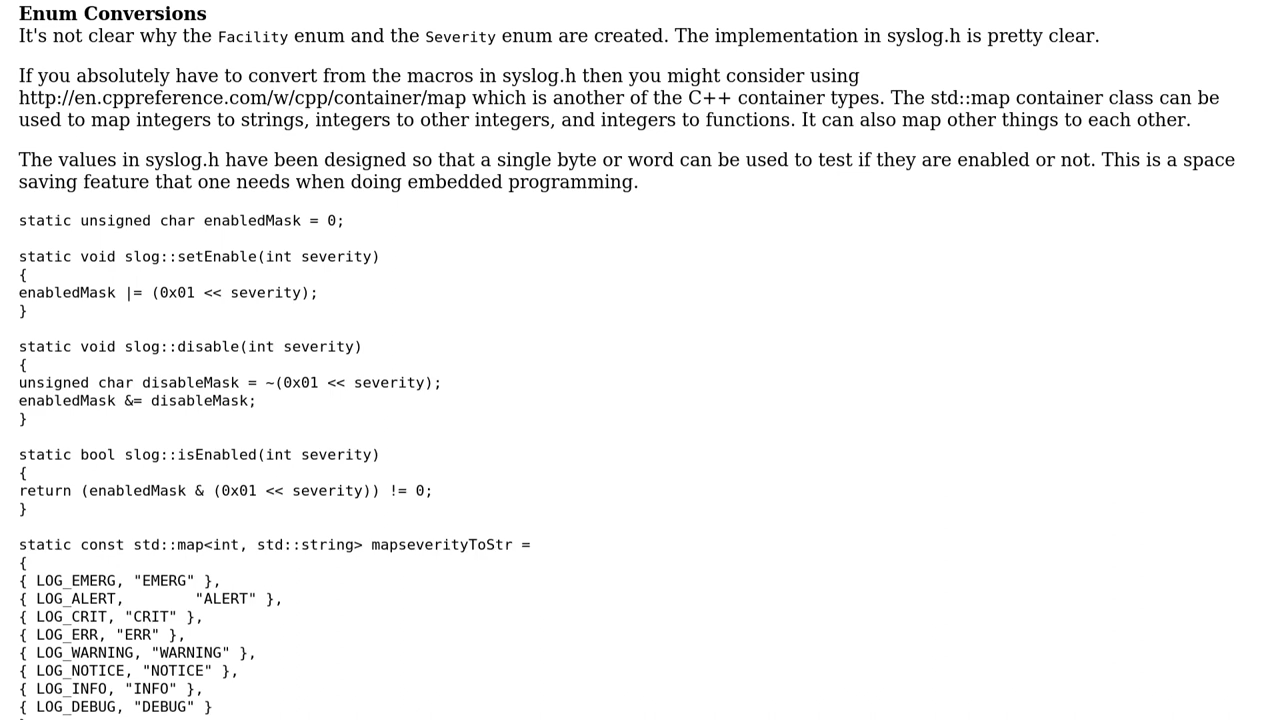 Enum Conversions
It's not clear why the Facility enum and the Severity enum are created. The implementation in syslog.h is pretty clear.
If you absolutely have to convert from the macros in syslog.h then you might consider using
http://en.cppreference.com/w/cpp/container/map which is another of the C++ container types. The std::map container class can be
used to map integers to strings, integers to other integers, and integers to functions. It can also map other things to each other.
The values in syslog.h have been designed so that a single byte or word can be used to test if they are enabled or not. This is a space
saving feature that one needs when doing embedded programming.
static unsigned char enabledMask = 0;
static void slog::setEnable(int severity)
{
enabledMask |= (0x01 << severity);
}
static void slog::disable(int severity)
{
unsigned char disableMask = ~(0x01 << severity);
enabledMask &= disableMask;
}
static bool slog::isEnabled(int severity)
{
return (enabledMask & (0x01 << severity)) != 0;
}
static const std::map<int, std::string> mapseverityToStr =
{
{ LOG_EMERG, "EMERG" },
{ LOG_ALERT,        "ALERT" },
{ LOG_CRIT, "CRIT" },
{ LOG_ERR, "ERR" },
{ LOG_WARNING, "WARNING" },
{ LOG_NOTICE, "NOTICE" },
{ LOG_INFO, "INFO" },
{ LOG_DEBUG, "DEBUG" }